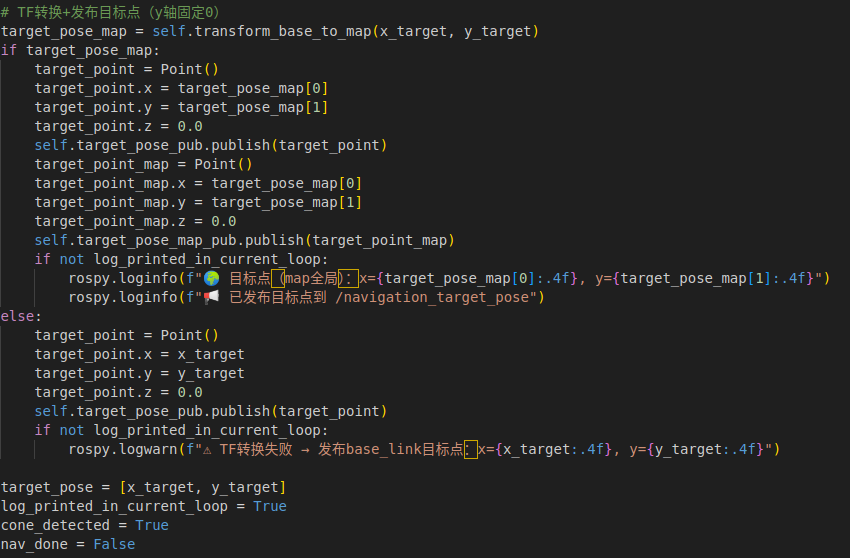 # TF转换+发布目标点（y轴固定0）
target_pose_map = self.transform_base_to_map(x_target, y_target)
if target_pose_map:
    target_point = Point()
    target_point.x = target_pose_map[0]
    target_point.y = target_pose_map[1]
    target_point.z = 0.0
    self.target_pose_pub.publish(target_point)
    target_point_map = Point()
    target_point_map.x = target_pose_map[0]
    target_point_map.y = target_pose_map[1]
    target_point_map.z = 0.0
    self.target_pose_map_pub.publish(target_point_map)
    if not log_printed_in_current_loop:
        rospy.loginfo(f"🌍 目标点（map全局）：x={target_pose_map[0]:.4f}, y={target_pose_map[1]:.4f}")
        rospy.loginfo(f"📢 已发布目标点到 /navigation_target_pose")
else:
    target_point = Point()
    target_point.x = x_target
    target_point.y = y_target
    target_point.z = 0.0
    self.target_pose_pub.publish(target_point)
    if not log_printed_in_current_loop:
        rospy.logwarn(f"⚠ TF转换失败 → 发布base_link目标点：x={x_target:.4f}, y={y_target:.4f}")

target_pose = [x_target, y_target]
log_printed_in_current_loop = True
cone_detected = True
nav_done = False